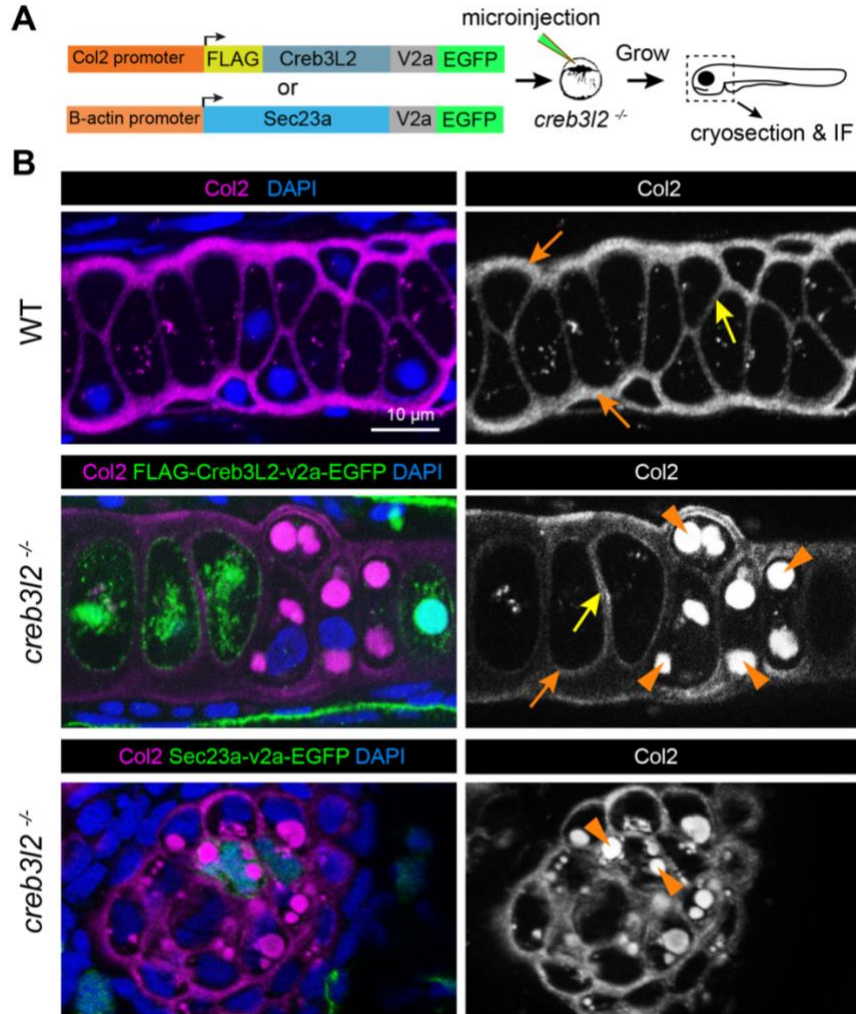 A
microinjection
Col2 promoter FLAG Creb3L2 V2a EGFP
Grow
or
B-actin promoter Sec23a V2a EGFP
creb3l2 -/-
cryosection & IF
B
Col2 DAPI
Col2
WT
10 µm
Col2 FLAG-Creb3L2-v2a-EGFP DAPI
Col2
creb3l2 -/-
Col2 Sec23a-v2a-EGFP DAPI
Col2
creb3l2 -/-